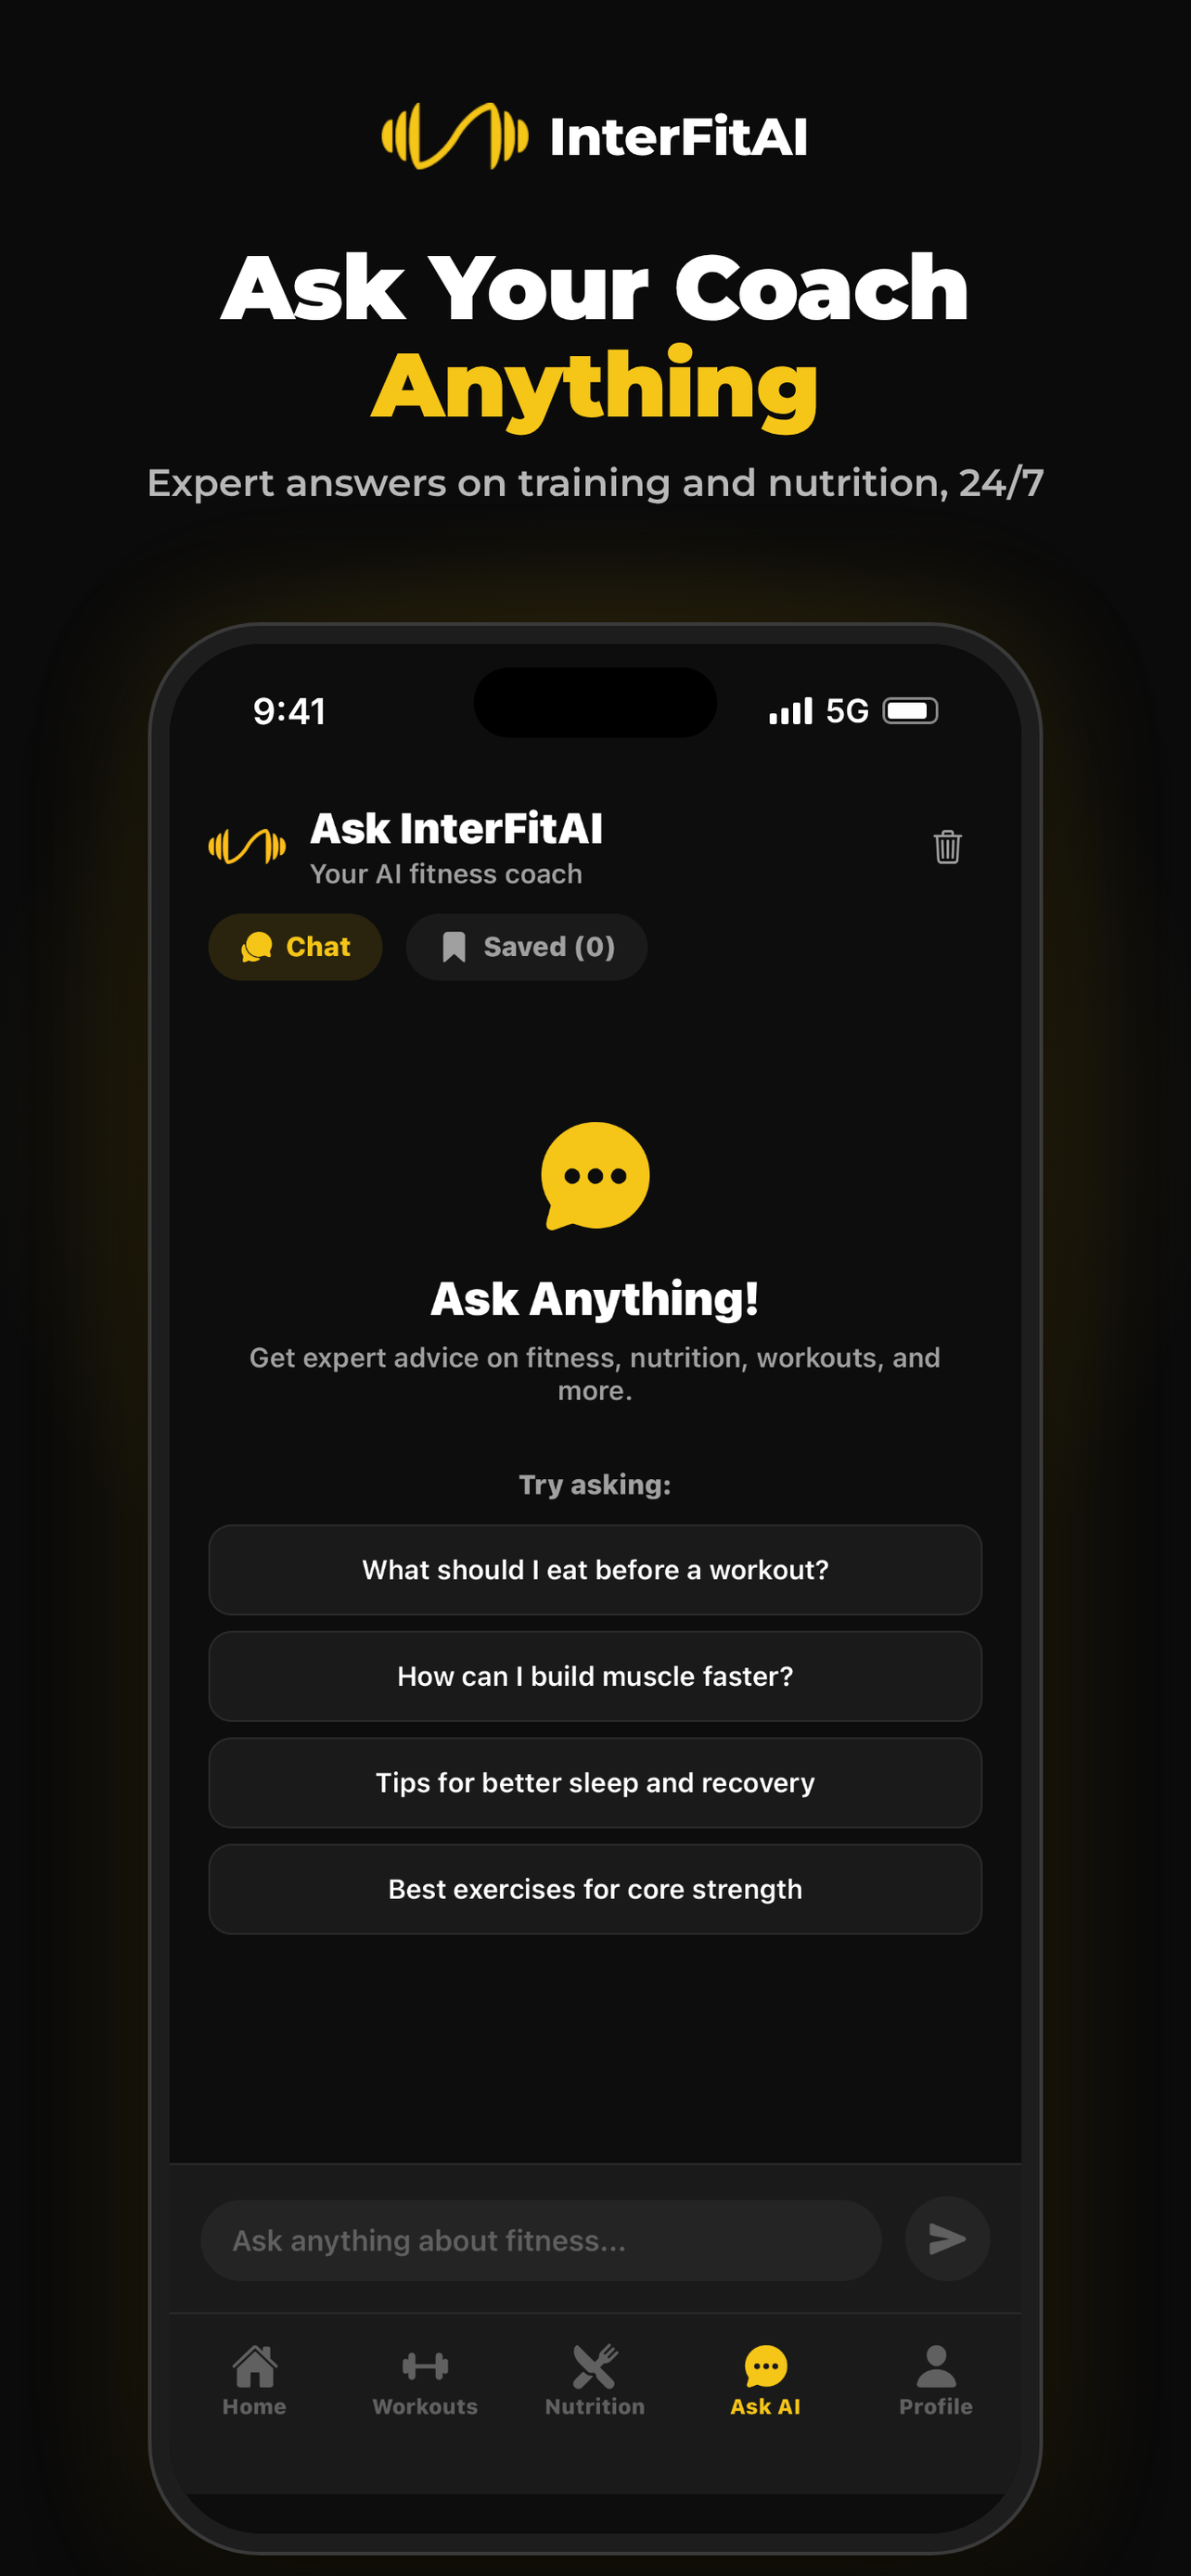 InterFitAI
Ask Your Coach
Anything
Expert answers on training and nutrition, 24/7
9:41
5G
Ask InterFitAI
Your AI fitness coach
Chat
Saved (0)
Ask Anything!
Get expert advice on fitness, nutrition, workouts, and
more.
Try asking:
What should I eat before a workout?
How can I build muscle faster?
Tips for better sleep and recovery
Best exercises for core strength
Ask anything about fitness...
Home
Workouts
Nutrition
Ask AI
Profile